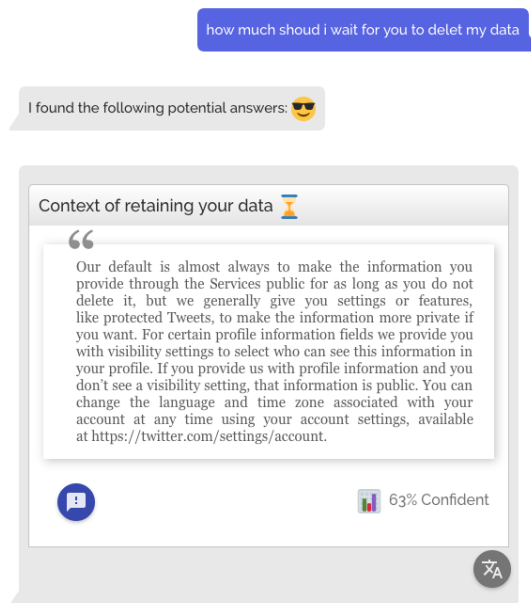 how much shoud i wait for you to delet my data
I found the following potential answers: 😎
Context of retaining your data ⏳
“
Our default is almost always to make the information you
provide through the Services public for as long as you do not
delete it, but we generally give you settings or features,
like protected Tweets, to make the information more private if
you want. For certain profile information fields we provide you
with visibility settings to select who can see this information in
your profile. If you provide us with profile information and you
don’t see a visibility setting, that information is public. You can
change the language and time zone associated with your
account at any time using your account settings, available
at https://twitter.com/settings/account.
63% Confident